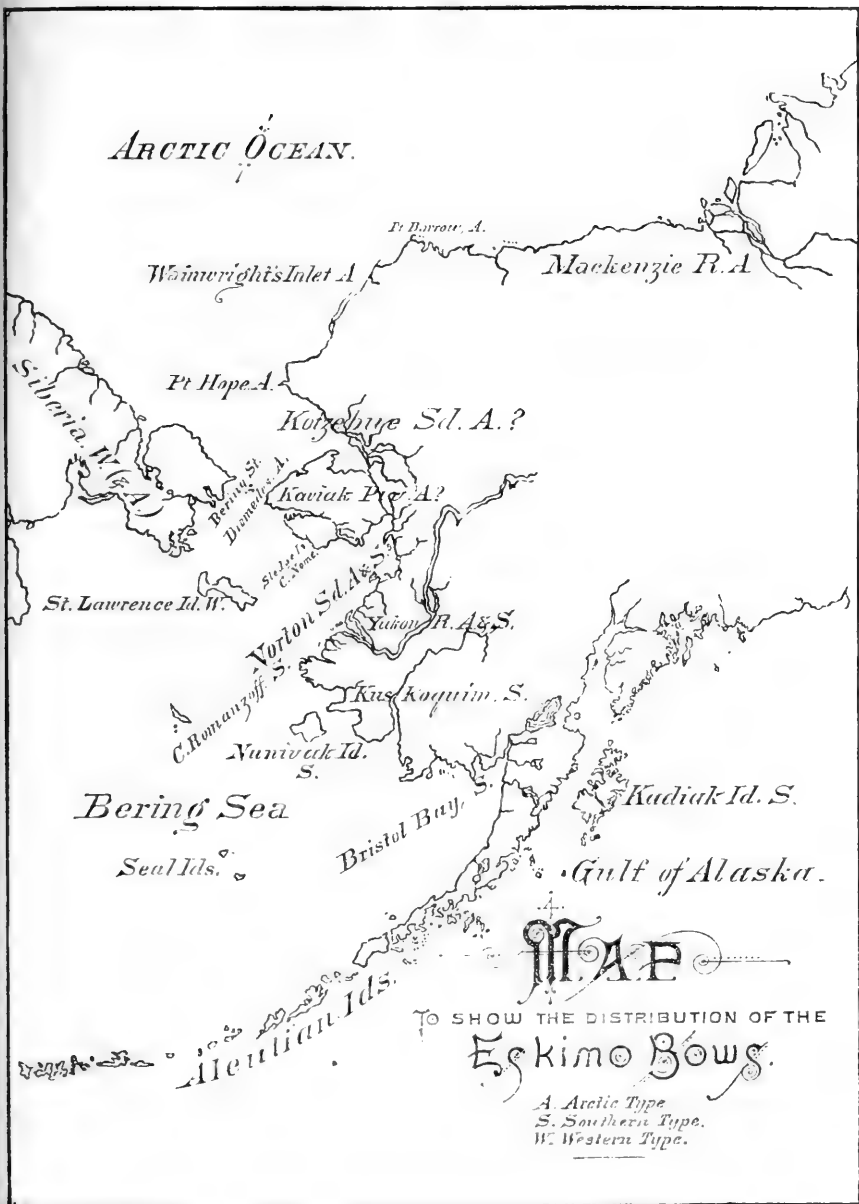 ARCTIC OCEAN.
Pt Barrow, A.
Wainwright's Inlet A
Mackenzie R. A
Pt Hope A.
Kotzebue Sd. A.?
Siberia. W. & A.
Bering St.
Diomedes. A.
Kaviak Pen. A?
Sledge I.
C. Nome.
St. Lawrence Id. W.
Norton Sd. A & S.
Yukon R. A & S.
C. Romanzoff. S.
Kus Koquim. S.
Nunivak Id.
S.
Bering Sea
Bristol Bay, S.
Kadiak Id. S.
Seal Ids.
Gulf of Alaska.
Aleutian Ids.
MAP
TO SHOW THE DISTRIBUTION OF THE
Eskimo Bows.
A. Arctic Type
S. Southern Type.
W. Western Type.